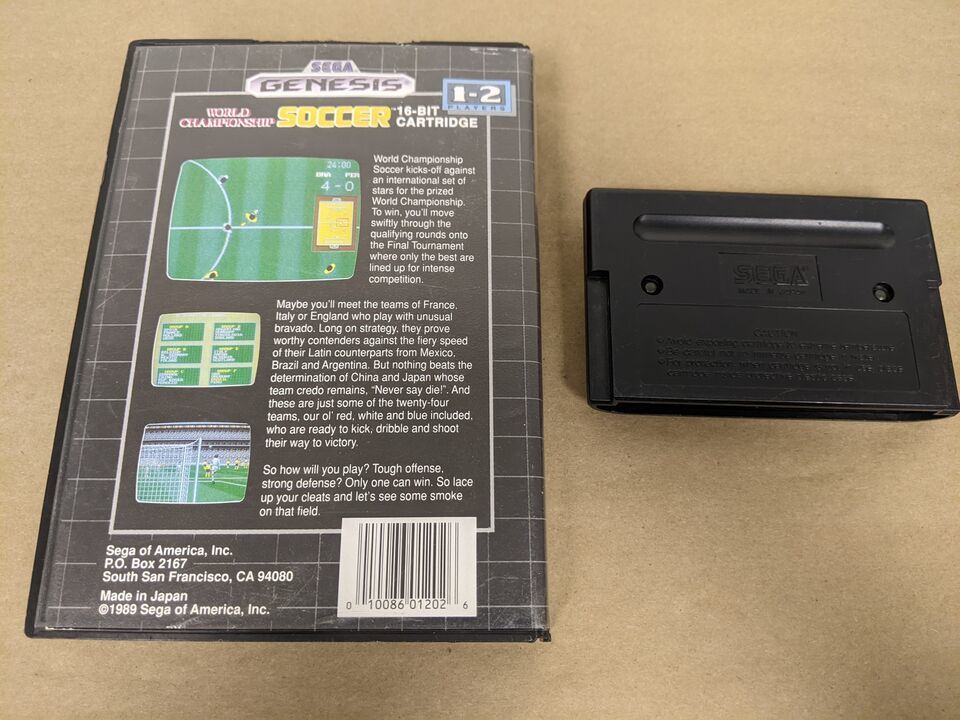 SEGA
GENESIS
1-2
PLAYERS
WORLD
CHAMPIONSHIP
SOCCER
16-BIT
CARTRIDGE
24:00
BRA PER
4 - 0
World Championship
Soccer kicks-off against
an international set of
stars for the prized
World Championship.
To win, you'll move
swiftly through the
qualifying rounds onto
the Final Tournament
where only the best are
lined up for intense
competition.
Maybe you'll meet the teams of France,
Italy or England who play with unusual
bravado. Long on strategy, they prove
worthy contenders against the fiery speed
of their Latin counterparts from Mexico,
Brazil and Argentina. But nothing beats the
determination of China and Japan whose
team credo remains, "Never say die!". And
these are just some of the twenty-four
teams, our ol' red, white and blue included,
who are ready to kick, dribble and shoot
their way to victory.
So how will you play? Tough offense,
strong defense? Only one can win. So lace
up your cleats and let's see some smoke
on that field.
Sega of America, Inc.
P.O. Box 2167
South San Francisco, CA 94080
Made in Japan
©1989 Sega of America, Inc.
0 10086 01202 6
SEGA
MADE IN JAPAN
CAUTION